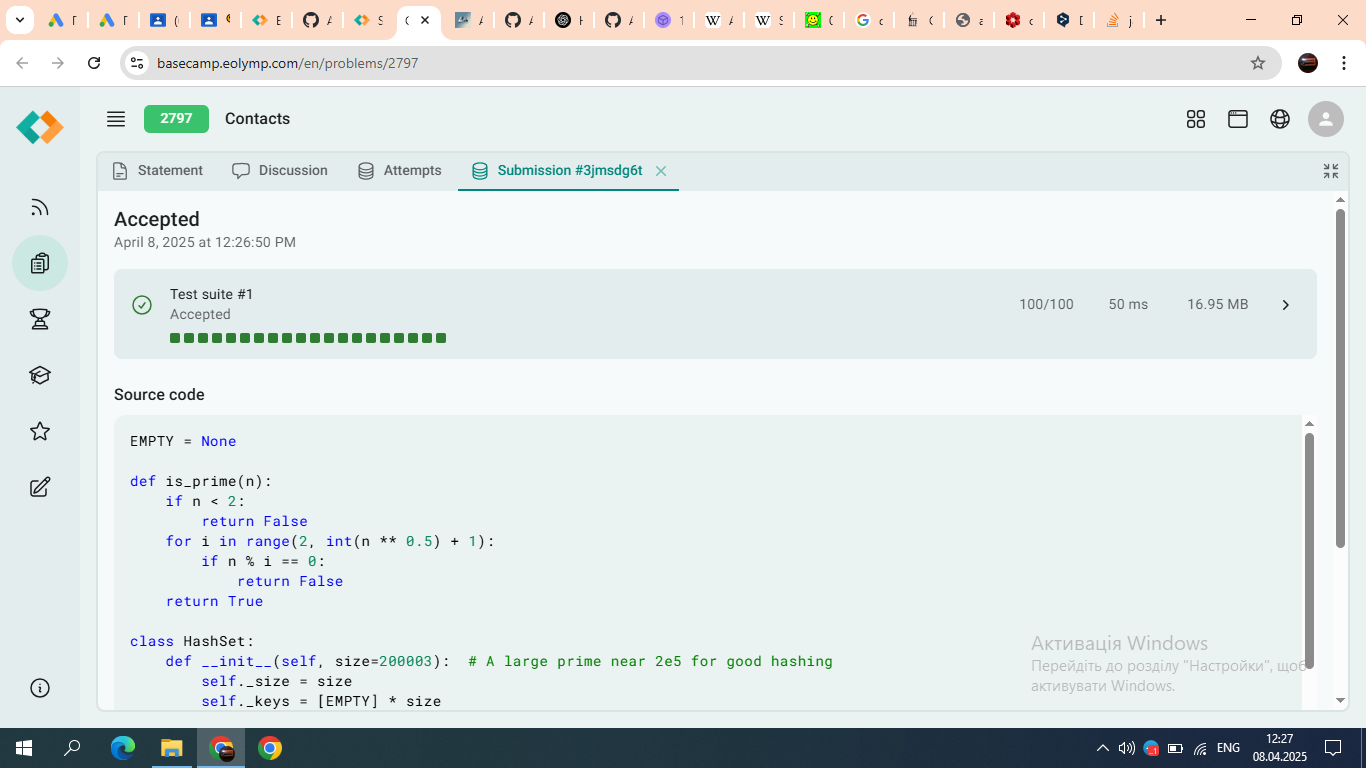 basecamp.eolymp.com/en/problems/2797
2797
Contacts
Statement
Discussion
Attempts
Submission #3jmsdg6t
Accepted
April 8, 2025 at 12:26:50 PM
Test suite #1
Accepted
100/100 50 ms 16.95 MB
Source code
EMPTY = None
def is_prime(n):
if n < 2:
return False
for i in range(2, int(n ** 0.5) + 1):
if n % i == 0:
return False
return True
class HashSet:
def __init__(self, size=200003):  # A large prime near 2e5 for good hashing
self._size = size
self._keys = [EMPTY] * size
Активація Windows
Перейдіть до розділу "Настройки", щоб
активувати Windows.
ENG
12:27
08.04.2025